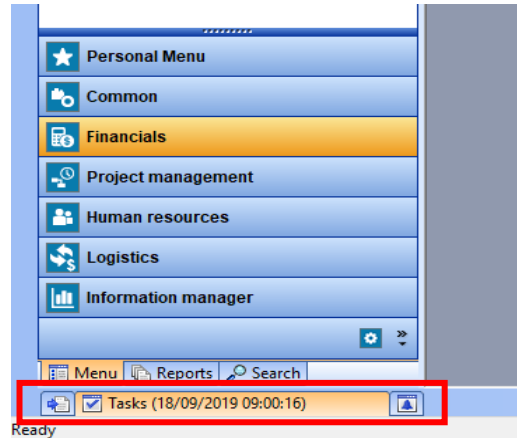 Personal Menu
Common
Financials
Project management
Human resources
Logistics
Information manager
Menu Reports Search
Tasks (18/09/2019 09:00:16)
Ready